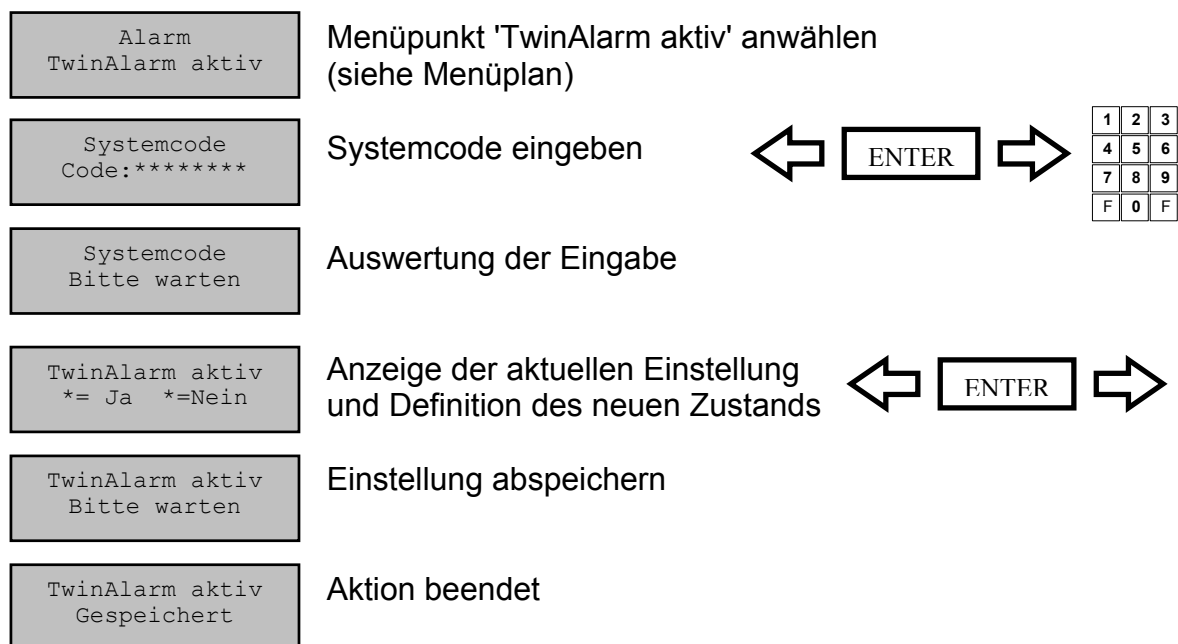 Alarm
TwinAlarm aktiv
Menüpunkt 'TwinAlarm aktiv' anwählen
(siehe Menüplan)
Systemcode
Code:********
Systemcode eingeben
ENTER
1 2 3
4 5 6
7 8 9
F 0 F
Systemcode
Bitte warten
Auswertung der Eingabe
TwinAlarm aktiv
*= Ja *=Nein
Anzeige der aktuellen Einstellung
und Definition des neuen Zustands
ENTER
TwinAlarm aktiv
Bitte warten
Einstellung abspeichern
TwinAlarm aktiv
Gespeichert
Aktion beendet